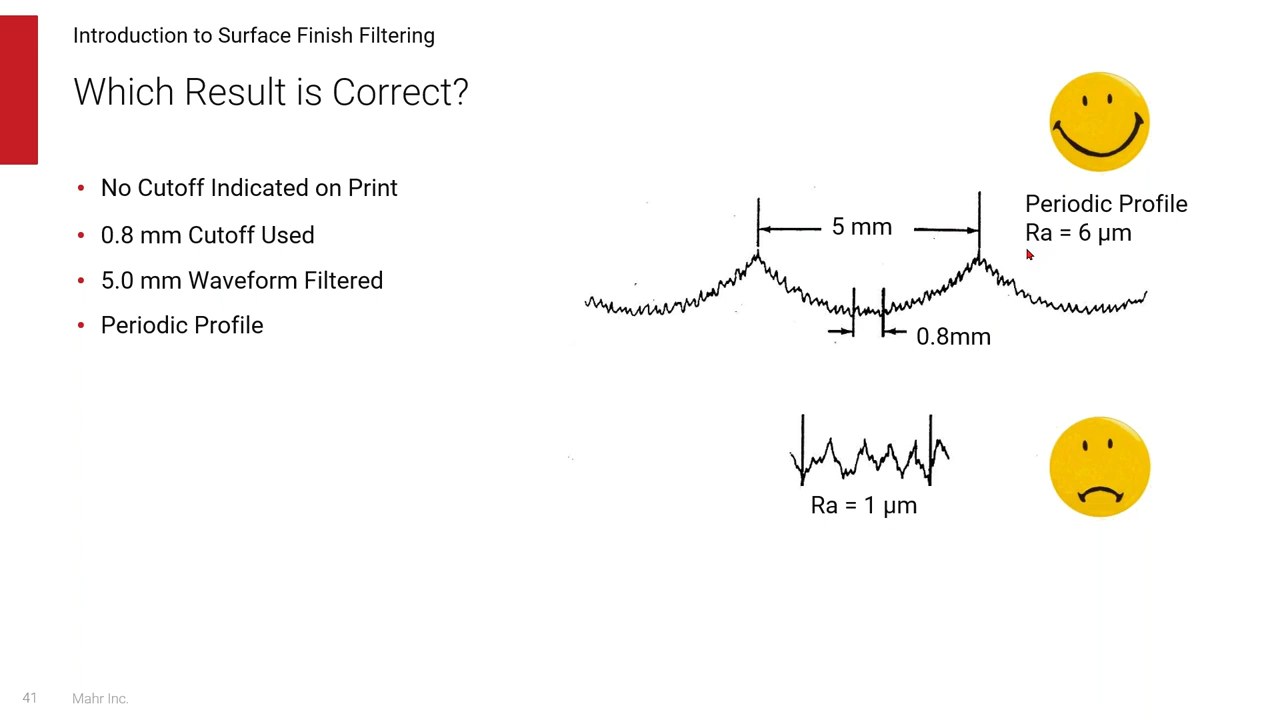 Introduction to Surface Finish Filtering
Which Result is Correct?
• No Cutoff Indicated on Print
• 0.8 mm Cutoff Used
• 5.0 mm Waveform Filtered
• Periodic Profile
5 mm
0.8mm
Periodic Profile
Ra = 6 µm
Ra = 1 µm
41
Mahr Inc.